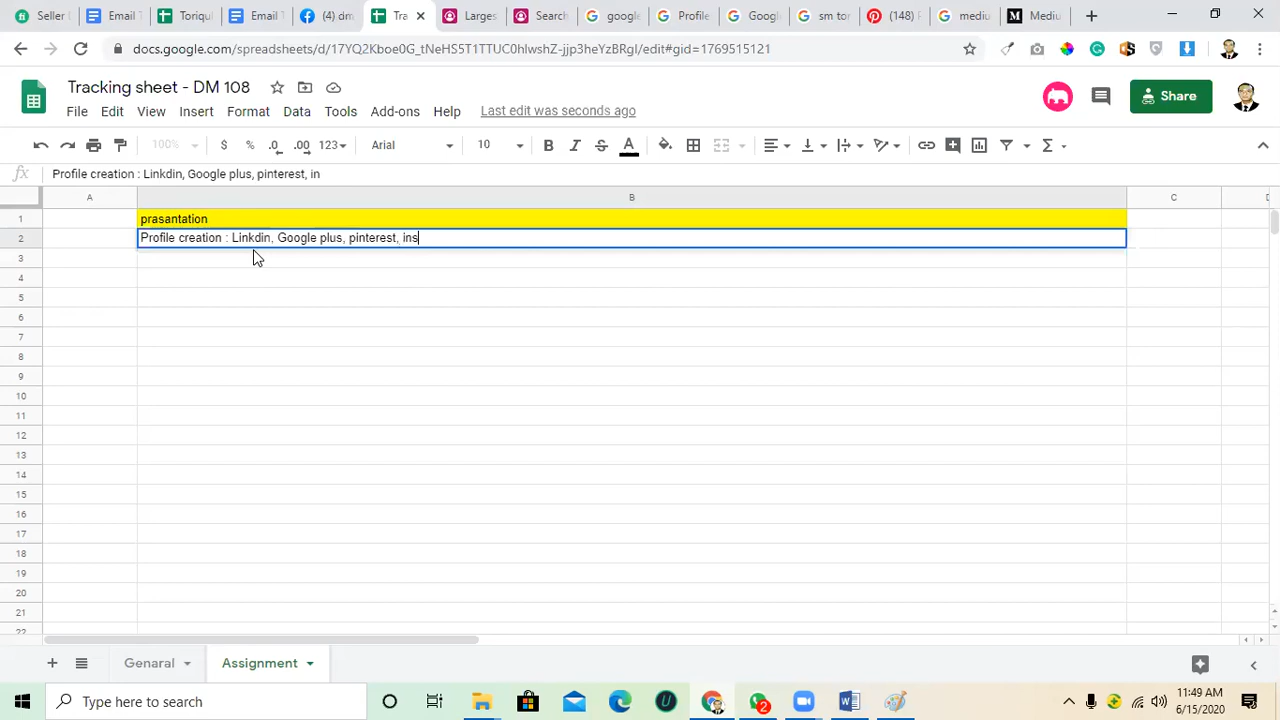 Seller
Email T
Toriqu
Email T
(4) dm
Tra
Larges
Search
google
Profile
Googl
sm tor
(148) P
mediu
Mediu
docs.google.com/spreadsheets/d/17YQ2Kboe0G_tNeHS5T1TTUC0hlwshZ-jjp3heYzBRgI/edit#gid=1769515121
Tracking sheet - DM 108
File Edit View Insert Format Data Tools Add-ons Help Last edit was seconds ago
Share
100% $ % .0 .00 123 Arial 10 B I S A Σ
fx Profile creation : Linkdin, Google plus, pinterest, in
A B C D
1 prasantation
2 Profile creation : Linkdin, Google plus, pinterest, ins
3
4
5
6
7
8
9
10
11
12
13
14
15
16
17
18
19
20
21
22
Genaral Assignment
Type here to search
2
11:49 AM
6/15/2020